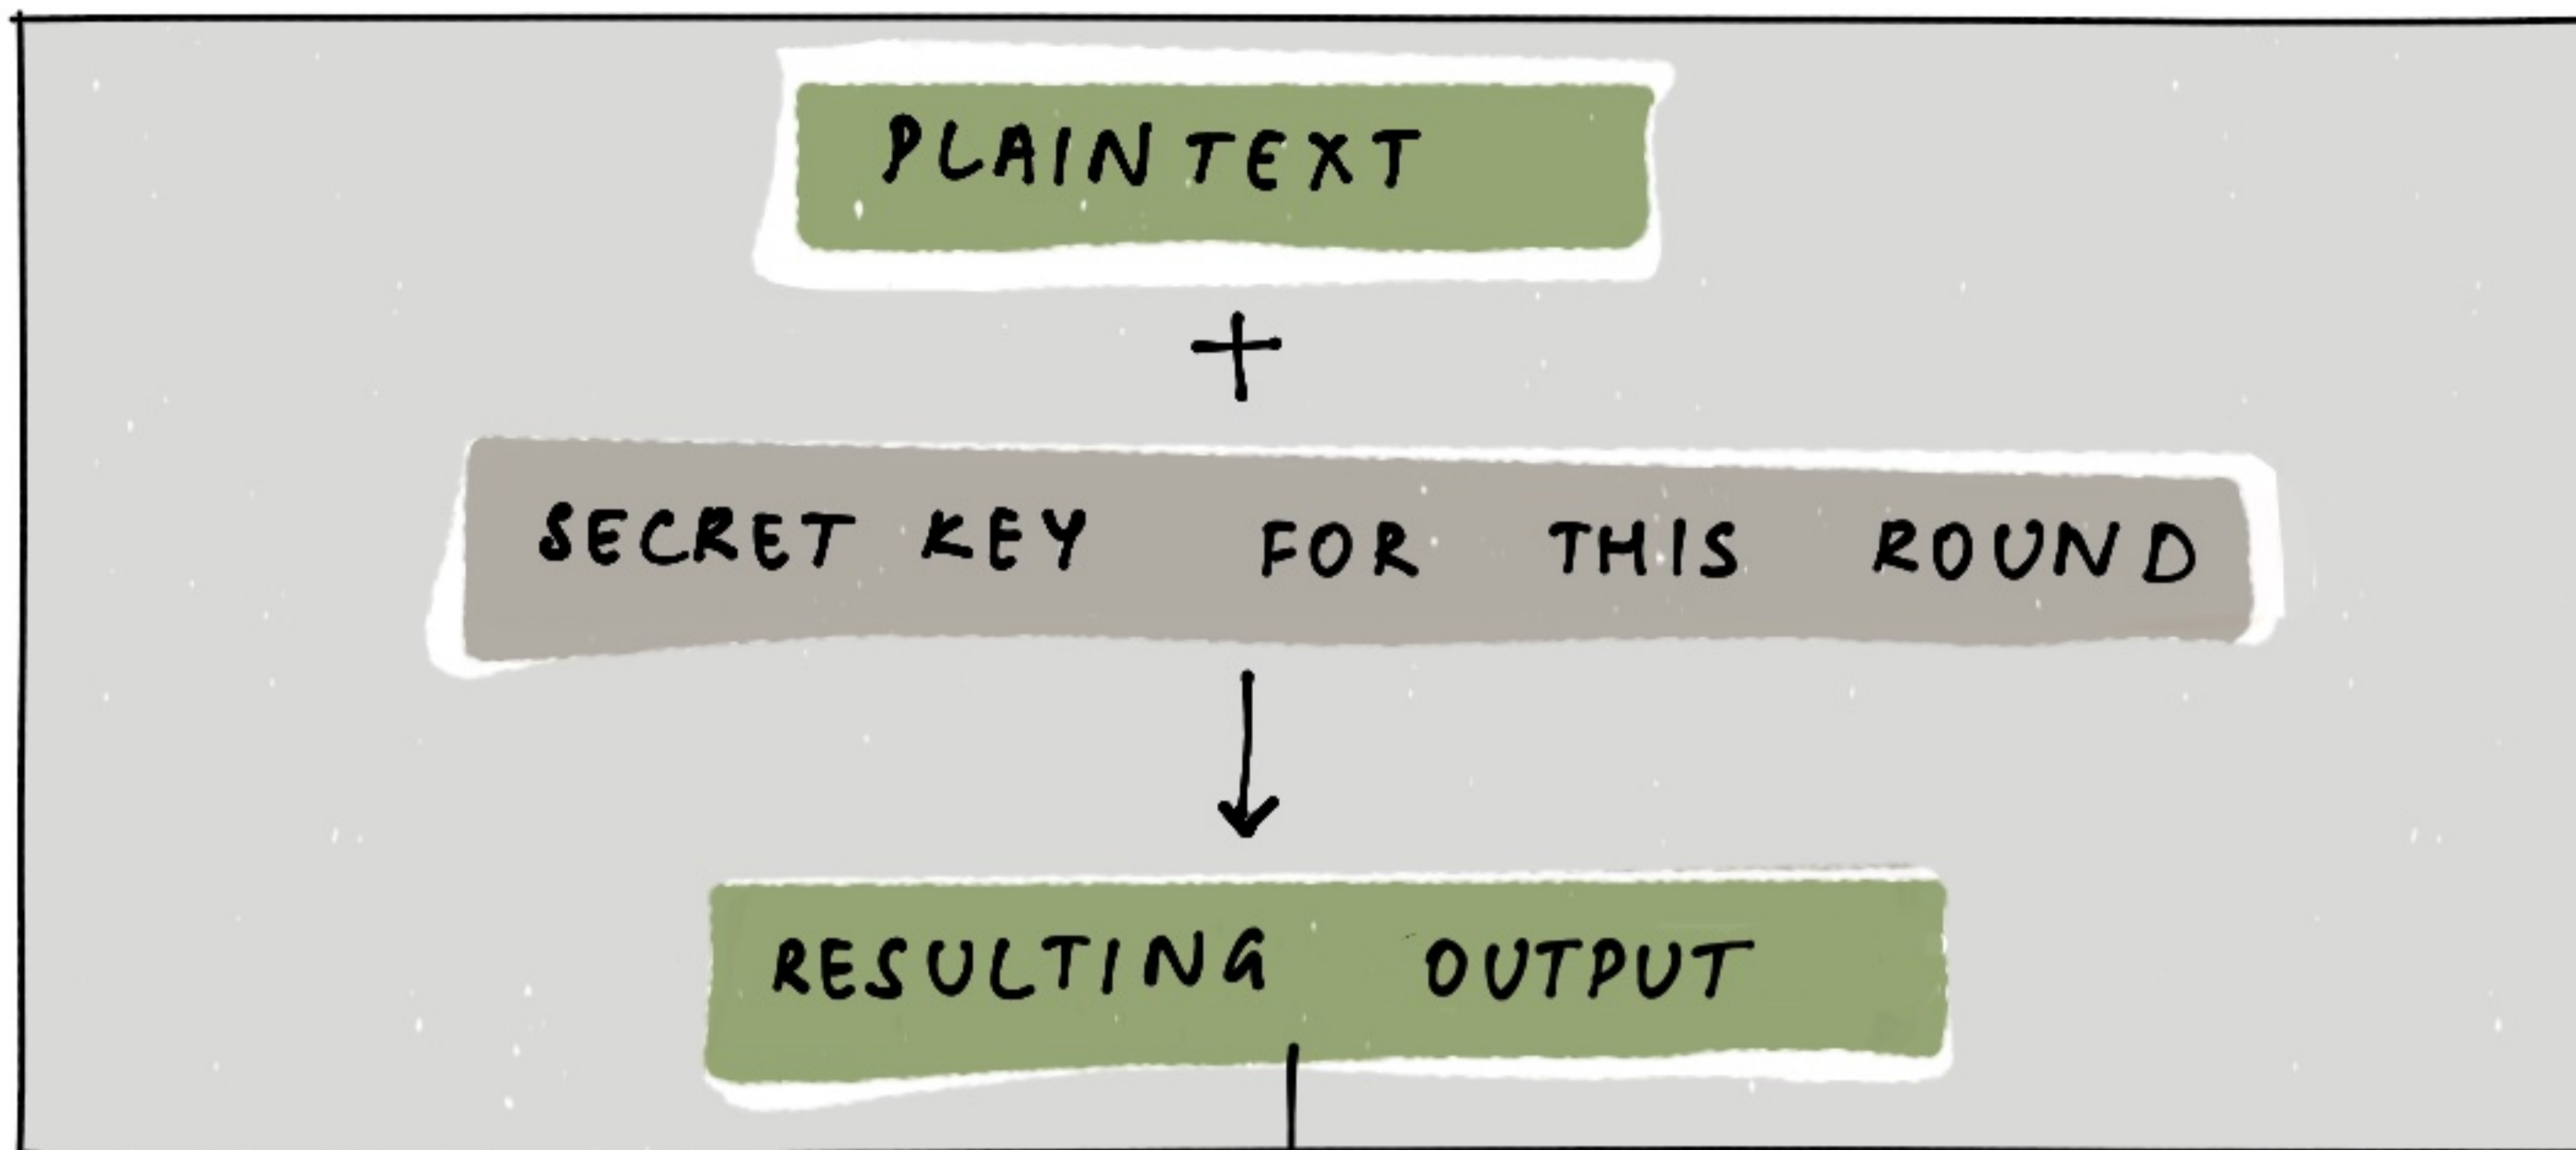 PLAINTEXT
+
SECRET KEY FOR THIS ROUND
RESULTING OUTPUT